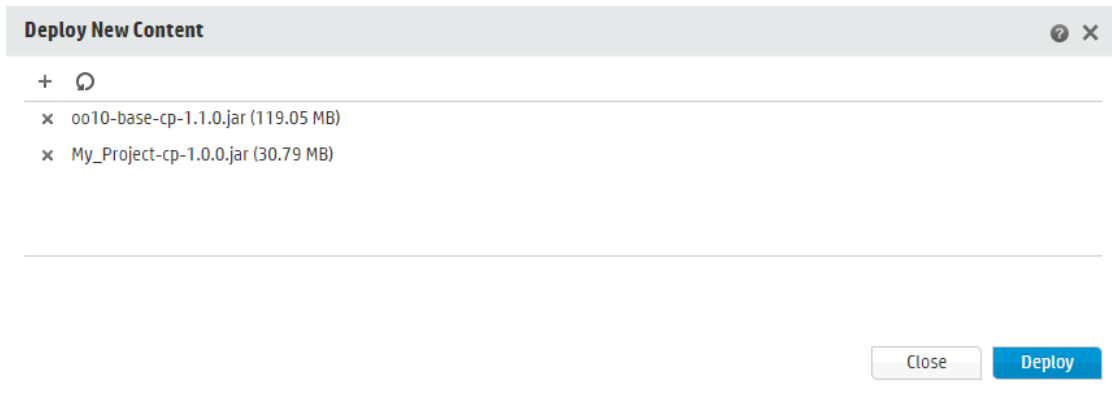 Deploy New Content
oo10-base-cp-1.1.0.jar (119.05 MB)
My_Project-cp-1.0.0.jar (30.79 MB)
Close Deploy